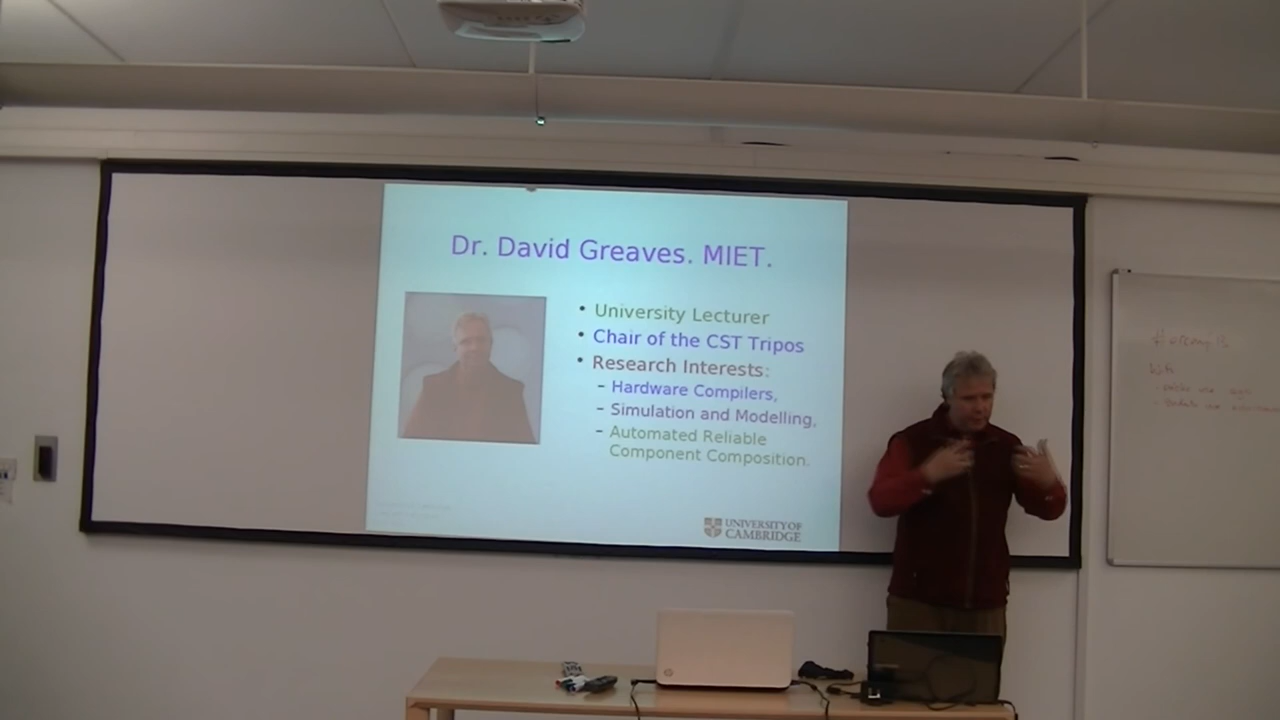 Dr. David Greaves. MIET.
• University Lecturer
• Chair of the CST Tripos
• Research Interests:
– Hardware Compilers,
– Simulation and Modelling,
– Automated Reliable
Component Composition.
UNIVERSITY OF
CAMBRIDGE